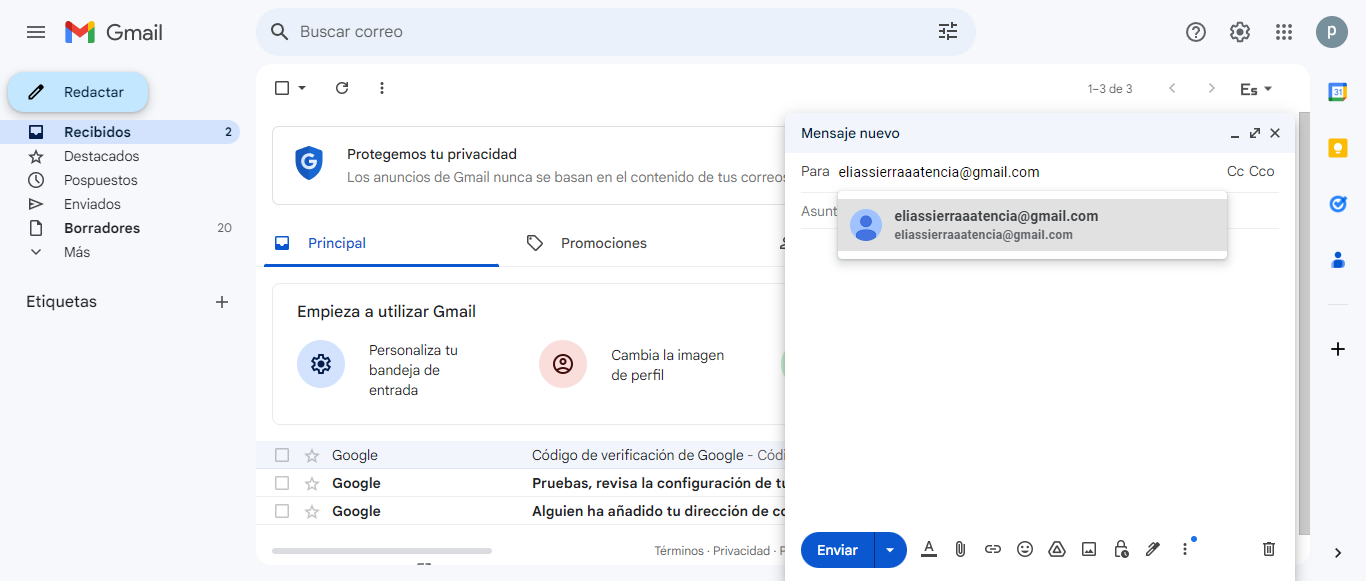 Gmail
Buscar correo
P
Redactar
Recibidos 2
Destacados
Pospuestos
Enviados
Borradores 20
Más
Etiquetas
1–3 de 3
Es
Protegemos tu privacidad
Los anuncios de Gmail nunca se basan en el contenido de tus correos
Principal
Promociones
Empieza a utilizar Gmail
Personaliza tu
bandeja de
entrada
Cambia la imagen
de perfil
Google Código de verificación de Google - Códi
Google Pruebas, revisa la configuración de tu
Google Alguien ha añadido tu dirección de co
Términos · Privacidad · P
Mensaje nuevo
Para eliassierraaatencia@gmail.com Cc Cco
Asunt
eliassierraaatencia@gmail.com
eliassierraaatencia@gmail.com
Enviar
31